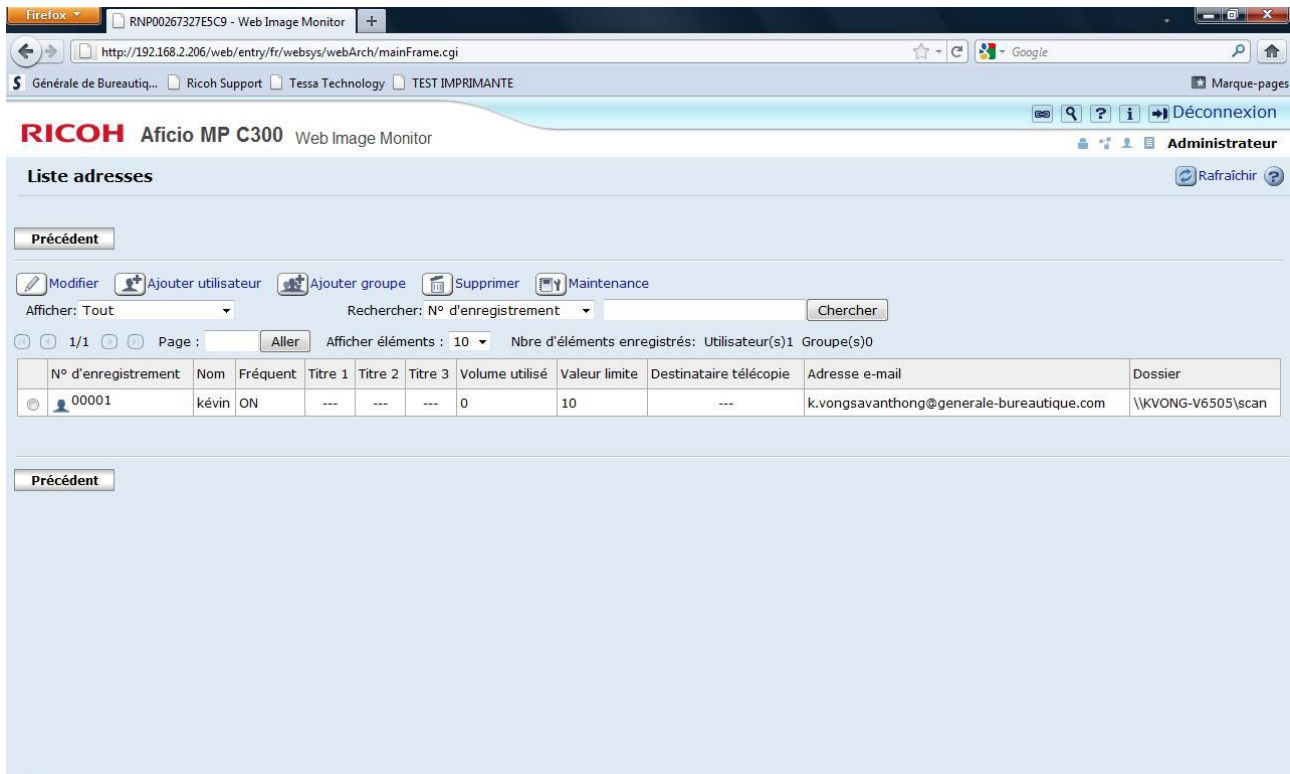 Firefox
RNP00267327E5C9 - Web Image Monitor
+
http://192.168.2.206/web/entry/fr/websys/webArch/mainFrame.cgi
Google
Générale de Bureautiq... Ricoh Support Tessa Technology TEST IMPRIMANTE Marque-pages
Déconnexion
RICOH Aficio MP C300 Web Image Monitor
Administrateur
Liste adresses Rafraîchir
Précédent
Modifier Ajouter utilisateur Ajouter groupe Supprimer Maintenance
Afficher: Tout Rechercher: N° d'enregistrement Chercher
1/1 Page : Aller Afficher éléments : 10 Nbre d'éléments enregistrés: Utilisateur(s)1 Groupe(s)0
N° d'enregistrement Nom Fréquent Titre 1 Titre 2 Titre 3 Volume utilisé Valeur limite Destinataire télécopie Adresse e-mail Dossier
00001 kévin ON --- --- --- 0 10 --- k.vongsavanthong@generale-bureautique.com \\KVONG-V6505\scan
Précédent